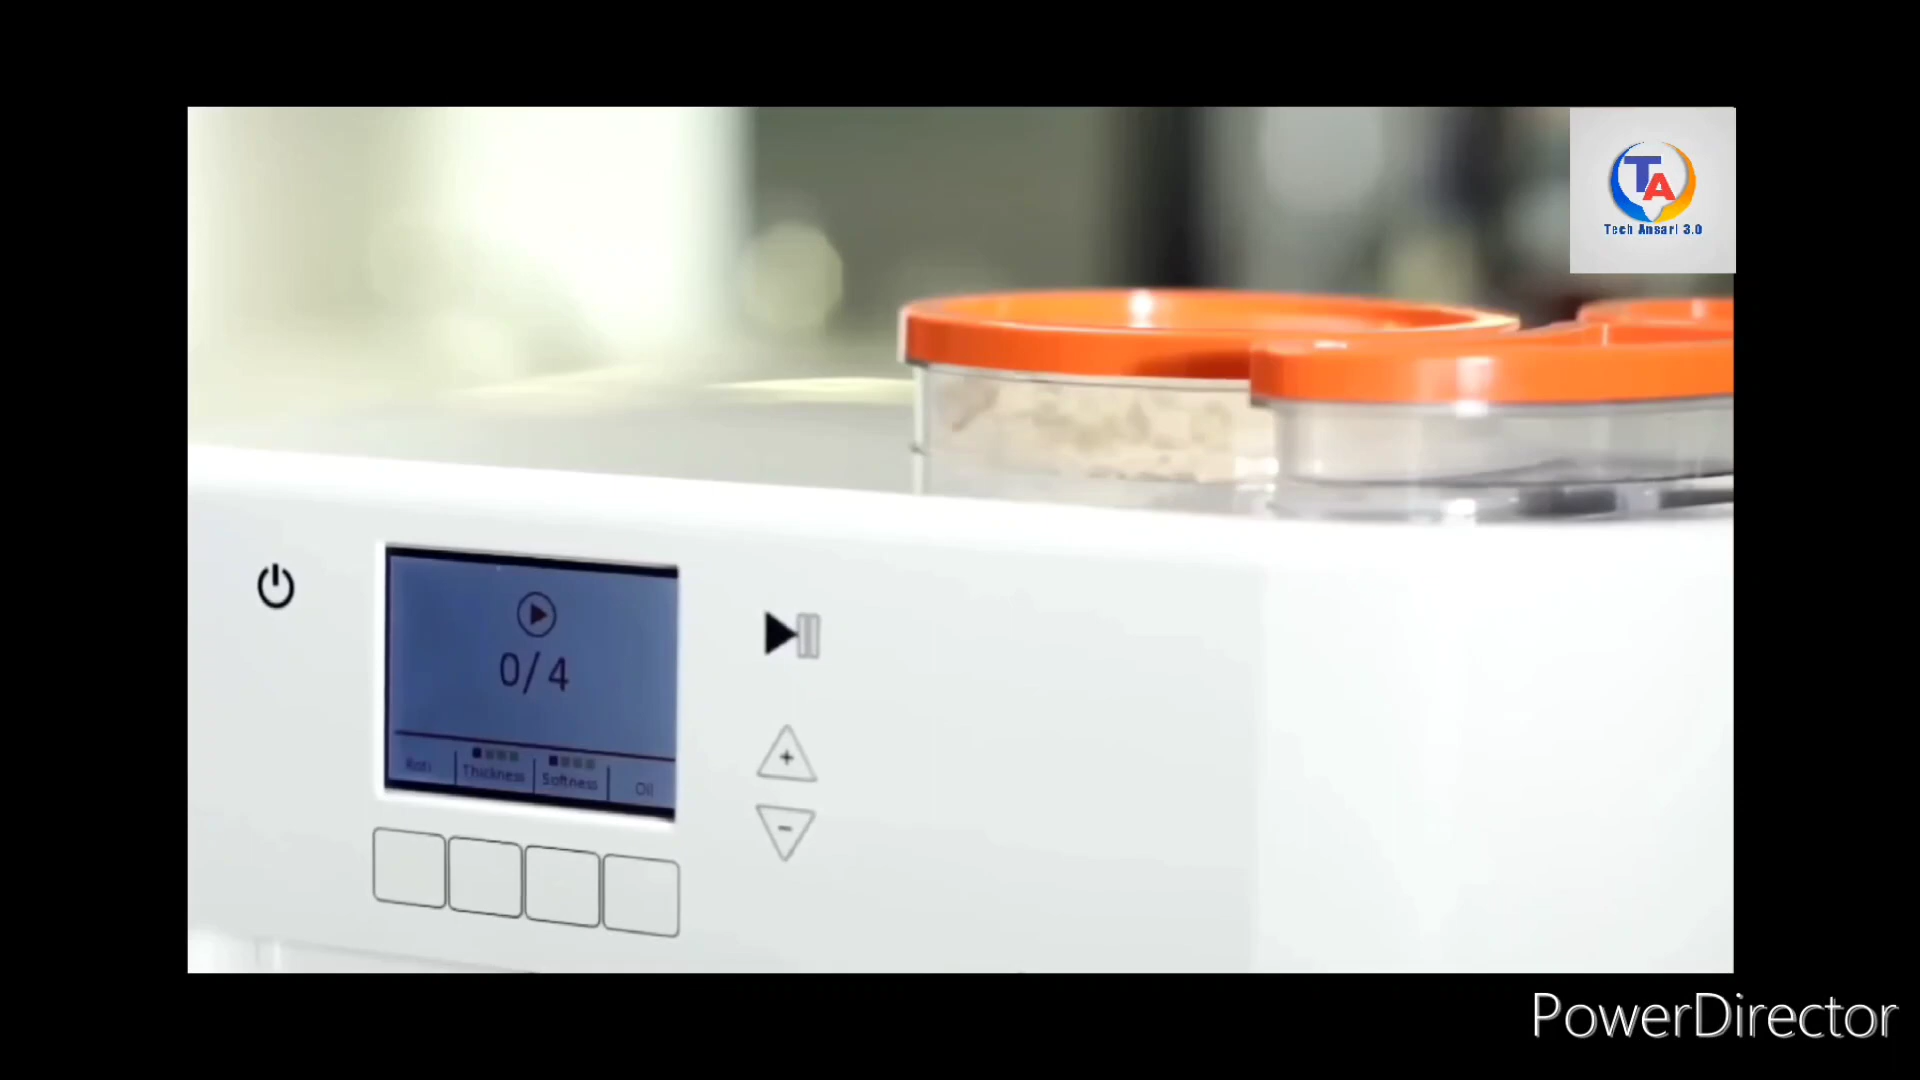 TA
Tech Ansari 3.0
0/4
Roti Thickness Softness Oil
+
-
PowerDirector